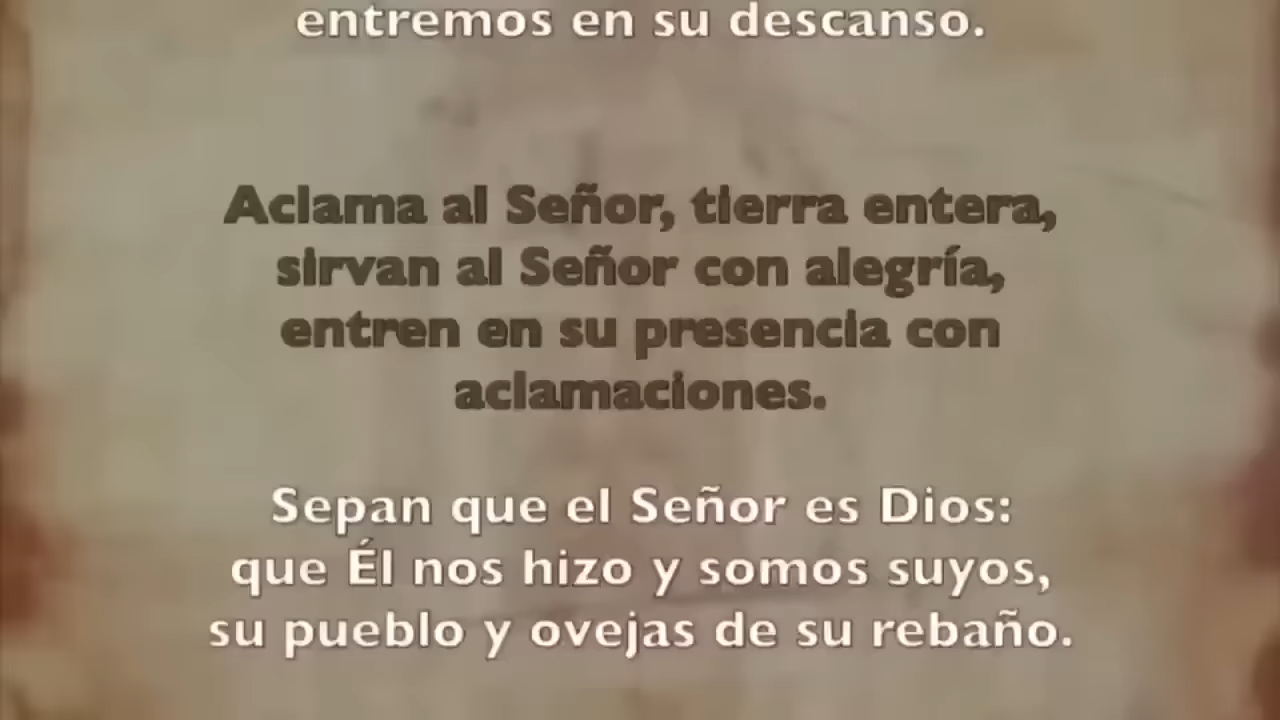 entremos en su descanso.
Aclama al Señor, tierra entera,
sirvan al Señor con alegría,
entren en su presencia con
aclamaciones.
Sepan que el Señor es Dios:
que Él nos hizo y somos suyos,
su pueblo y ovejas de su rebaño.